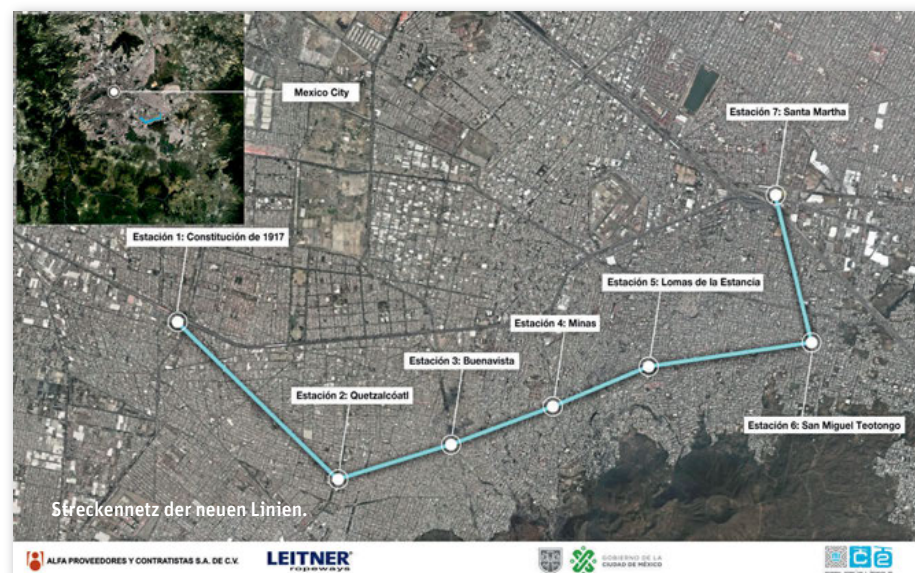 Mexico City
Estación 7: Santa Martha
Estación 1: Constitución de 1917
Estación 5: Lomas de la Estancia
Estación 4: Minas
Estación 3: Buenavista
Estación 2: Quetzalcóatl
Estación 6: San Miguel Teotongo
Streckennetz der neuen Linien.
ALFA PROVEEDORES Y CONTRATISTAS S.A. DE C.V.
LEITNER®
ropeways
GOBIERNO DE LA
CIUDAD DE MÉXICO